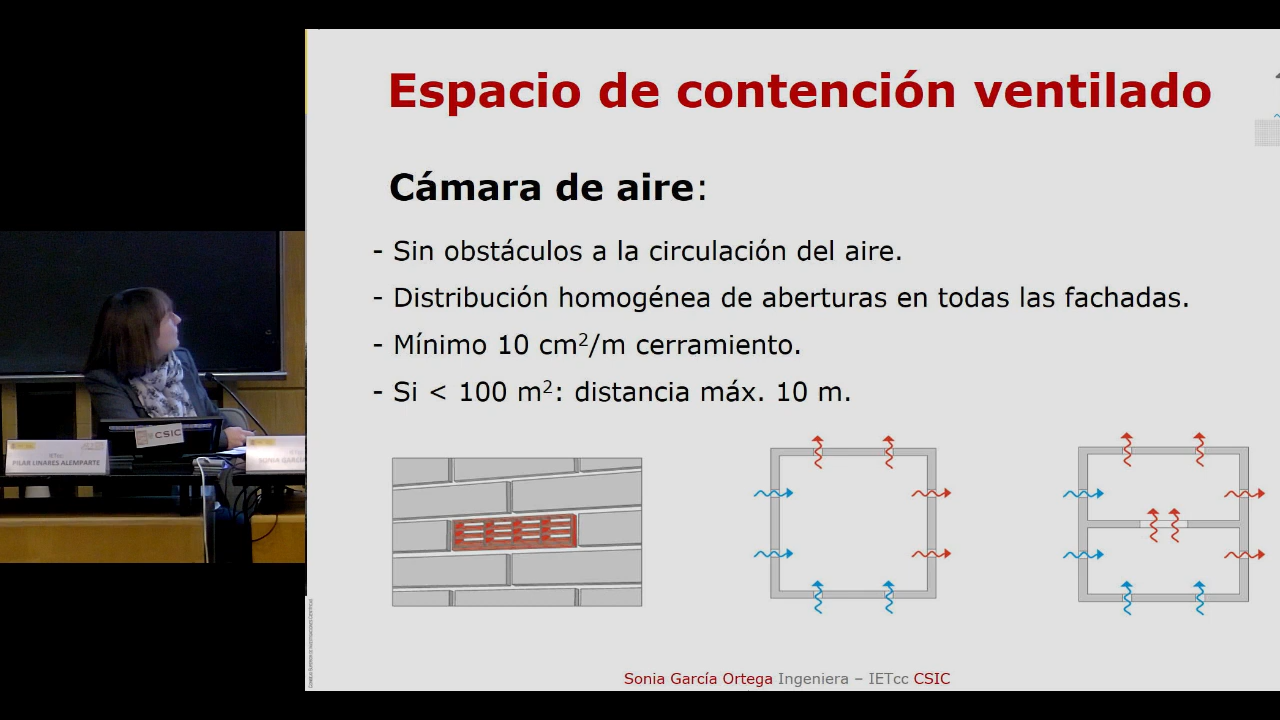 Espacio de contención ventilado
Cámara de aire:
- Sin obstáculos a la circulación del aire.
- Distribución homogénea de aberturas en todas las fachadas.
- Mínimo 10 cm²/m cerramiento.
- Si < 100 m²: distancia máx. 10 m.
CSIC
PILAR LINARES ALEMPARTE
Sonia García Ortega Ingeniera – IETcc CSIC